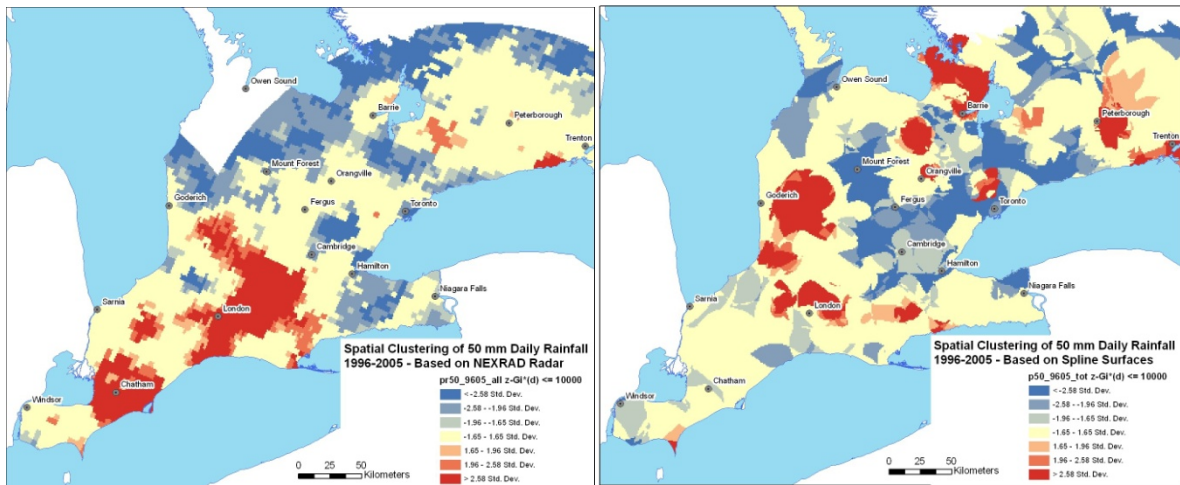 Owen Sound
Barrie
Peterborough
Trenton
Mount Forest
Orangville
Goderich
Fergus
Toronto
Cambridge
Hamilton
Niagara Falls
Sarnia
London
Chatham
Windsor
Spatial Clustering of 50 mm Daily Rainfall
1996-2005 - Based on NEXRAD Radar
pr50_9605_all z-Gi*(d) <= 10000
< -2.58 Std. Dev.
-2.58 - -1.96 Std. Dev.
-1.96 - -1.65 Std. Dev.
-1.65 - 1.65 Std. Dev.
1.65 - 1.96 Std. Dev.
1.96 - 2.58 Std. Dev.
> 2.58 Std. Dev.
0 25 50
Kilometers
Owen Sound
Barrie
Peterborough
Trenton
Mount Forest
Orangville
Goderich
Fergus
Toronto
Cambridge
Hamilton
Niagara Falls
Sarnia
London
Chatham
Windsor
Spatial Clustering of 50 mm Daily Rainfall
1996-2005 - Based on Spline Surfaces
pr50_9605_tot z-Gi*(d) <= 10000
< -2.58 Std. Dev.
-2.58 - -1.96 Std. Dev.
-1.96 - -1.65 Std. Dev.
-1.65 - 1.65 Std. Dev.
1.65 - 1.96 Std. Dev.
1.96 - 2.58 Std. Dev.
> 2.58 Std. Dev.
0 25 50
Kilometers